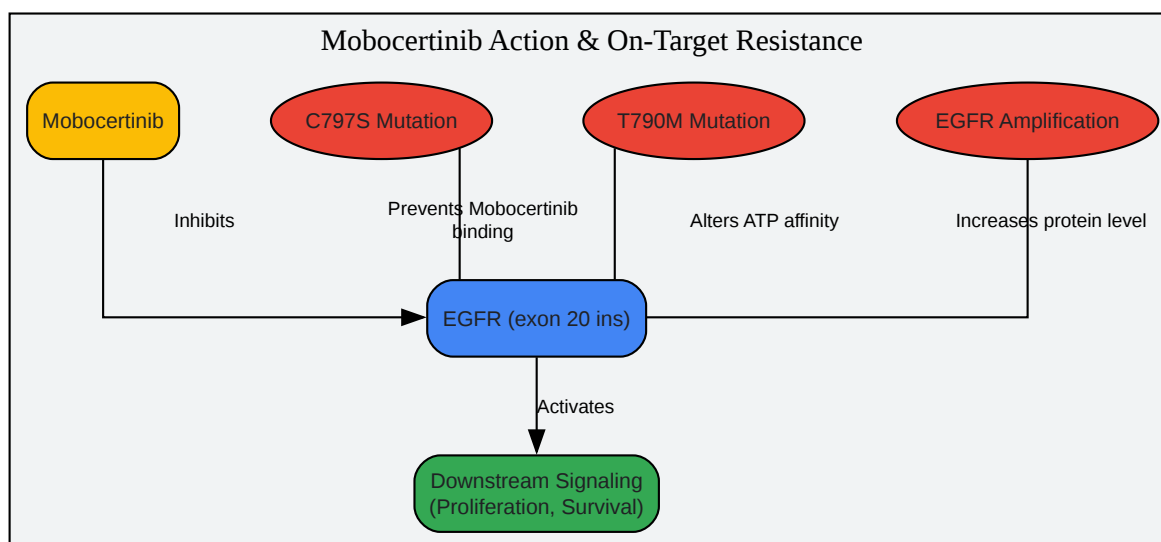 Mobocertinib Action & On-Target Resistance
Mobocertinib
C797S Mutation
T790M Mutation
EGFR Amplification
Inhibits
Prevents Mobocertinib
binding
Alters ATP affinity
Increases protein level
EGFR (exon 20 ins)
Activates
Downstream Signaling
(Proliferation, Survival)